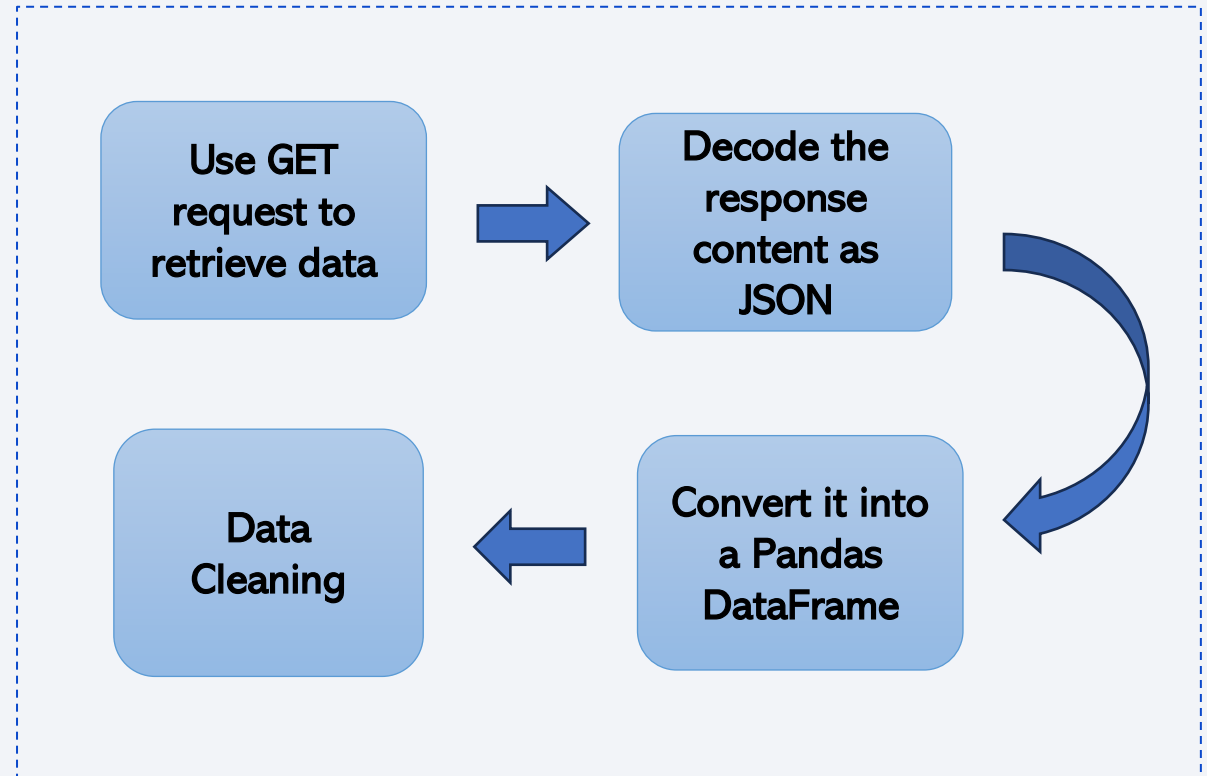 Use GET
request to
retrieve data
Decode the
response
content as
JSON
Convert it into
a Pandas
DataFrame
Data
Cleaning